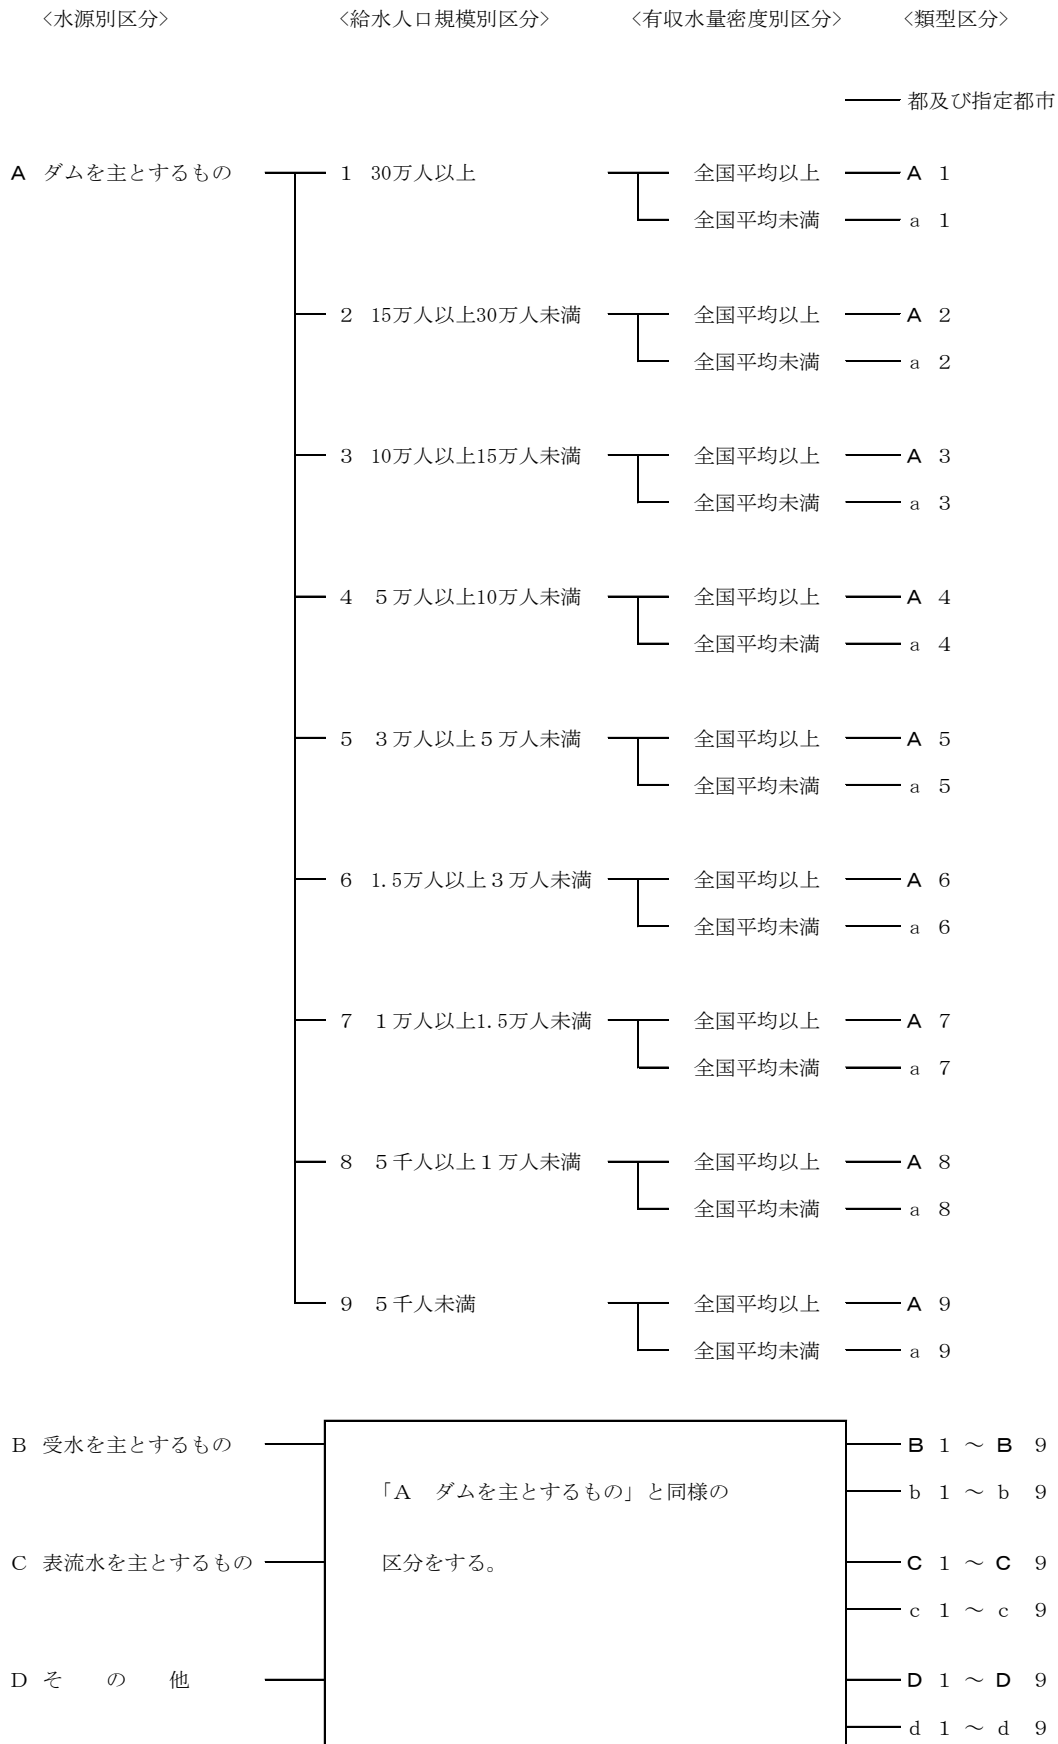 <水源別区分> <給水人口規模別区分> <有収水量密度別区分> <類型区分>
都及び指定都市
A ダムを主とするもの 1 30万人以上 全国平均以上 A 1
全国平均未満 a 1
2 15万人以上30万人未満 全国平均以上 A 2
全国平均未満 a 2
3 10万人以上15万人未満 全国平均以上 A 3
全国平均未満 a 3
4 5万人以上10万人未満 全国平均以上 A 4
全国平均未満 a 4
5 3万人以上5万人未満 全国平均以上 A 5
全国平均未満 a 5
6 1.5万人以上3万人未満 全国平均以上 A 6
全国平均未満 a 6
7 1万人以上1.5万人未満 全国平均以上 A 7
全国平均未満 a 7
8 5千人以上1万人未満 全国平均以上 A 8
全国平均未満 a 8
9 5千人未満 全国平均以上 A 9
全国平均未満 a 9
B 受水を主とするもの B 1 ～ B 9
「A ダムを主とするもの」と同様の b 1 ～ b 9
C 表流水を主とするもの 区分をする。 C 1 ～ C 9
c 1 ～ c 9
D そ の 他 D 1 ～ D 9
d 1 ～ d 9